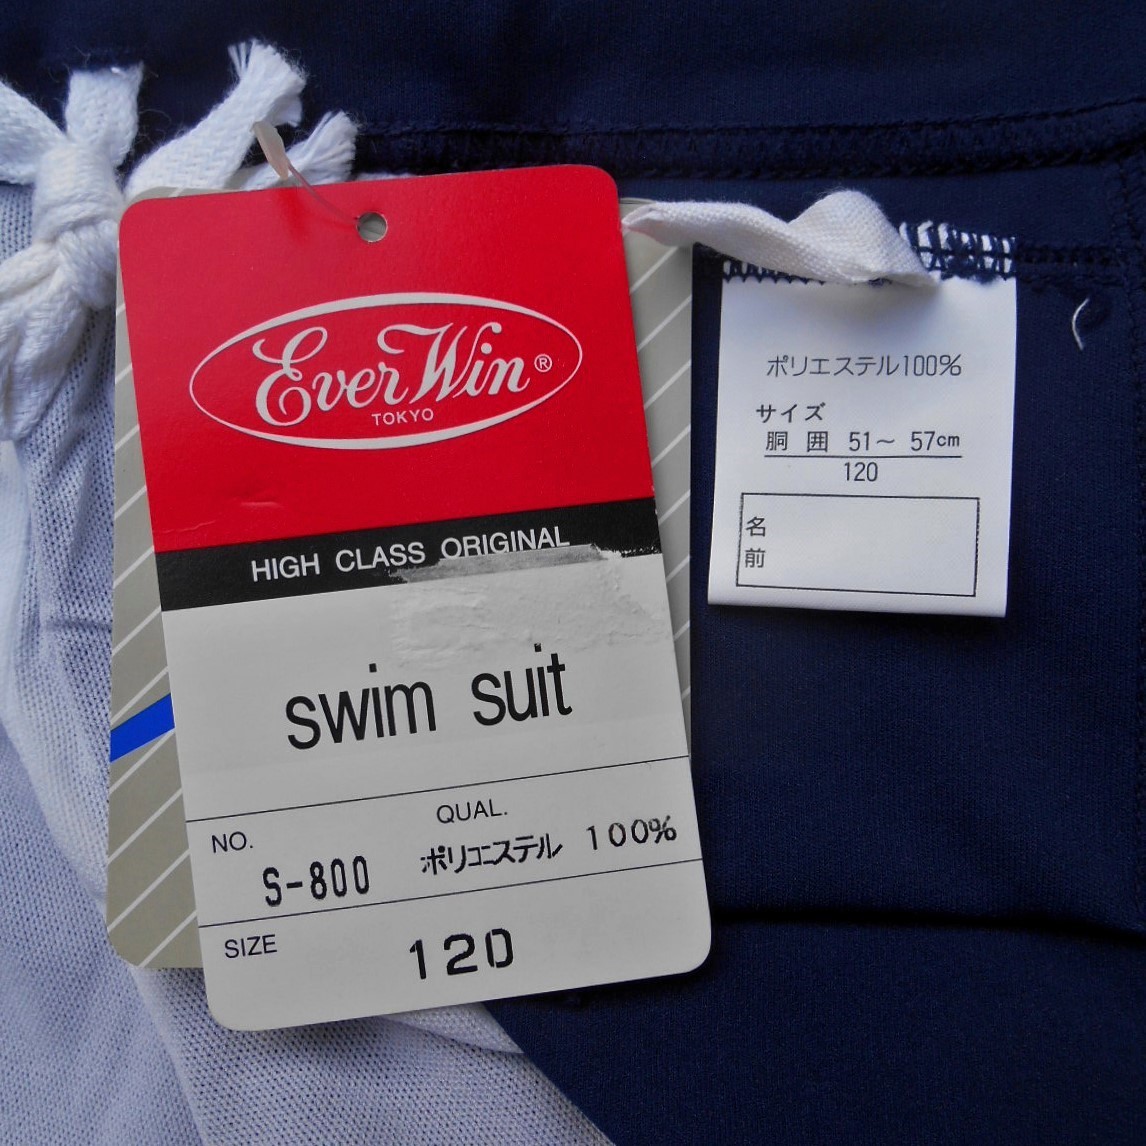 Ever Win®
TOKYO
HIGH CLASS ORIGINAL
swim suit
NO.
S-800
QUAL.
ポリエステル 100%
SIZE
120
ポリエステル100%
サイズ
胴 囲 51～ 57cm
120
名
前